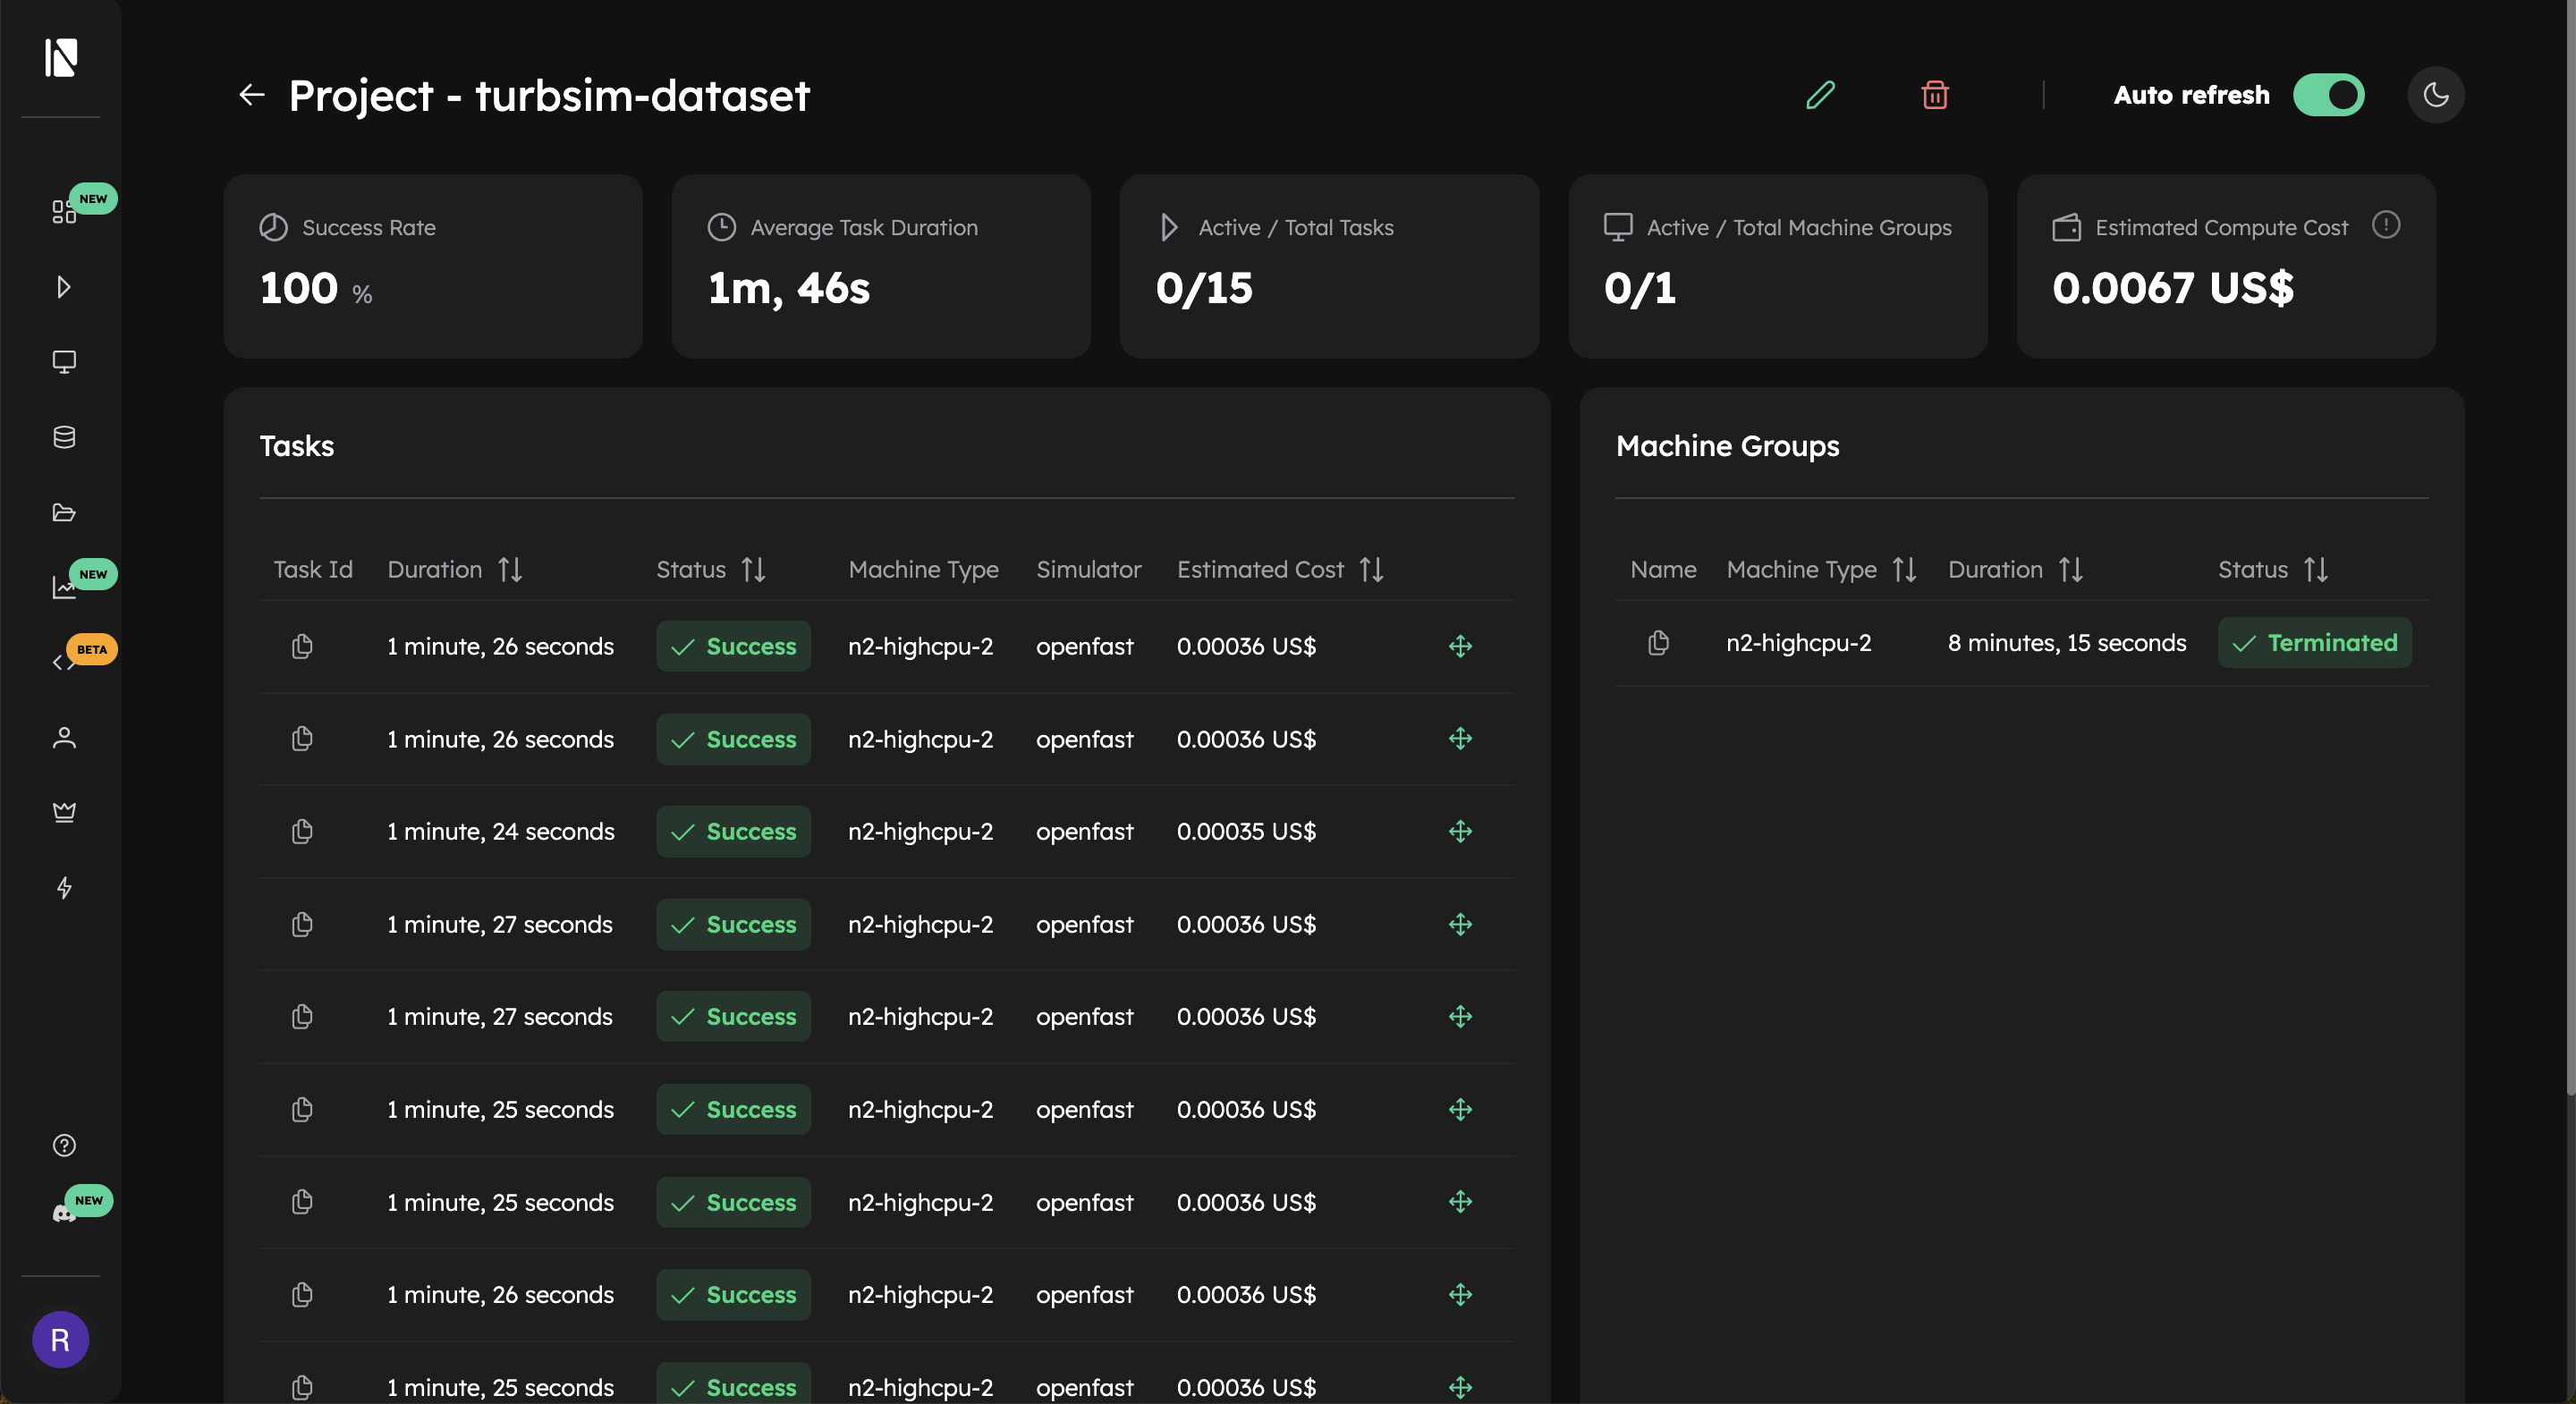 Project - turbsim-dataset
Auto refresh
NEW
Success Rate
100 %
Average Task Duration
1m, 46s
Active / Total Tasks
0/15
Active / Total Machine Groups
0/1
Estimated Compute Cost
0.0067 US$
NEW
BETA
NEW
R
Tasks
Task Id Duration Status Machine Type Simulator Estimated Cost
1 minute, 26 seconds Success n2-highcpu-2 openfast 0.00036 US$
1 minute, 26 seconds Success n2-highcpu-2 openfast 0.00036 US$
1 minute, 24 seconds Success n2-highcpu-2 openfast 0.00035 US$
1 minute, 27 seconds Success n2-highcpu-2 openfast 0.00036 US$
1 minute, 27 seconds Success n2-highcpu-2 openfast 0.00036 US$
1 minute, 25 seconds Success n2-highcpu-2 openfast 0.00036 US$
1 minute, 25 seconds Success n2-highcpu-2 openfast 0.00036 US$
1 minute, 26 seconds Success n2-highcpu-2 openfast 0.00036 US$
1 minute, 25 seconds Success n2-highcpu-2 openfast 0.00036 US$
Machine Groups
Name Machine Type Duration Status
n2-highcpu-2 8 minutes, 15 seconds Terminated